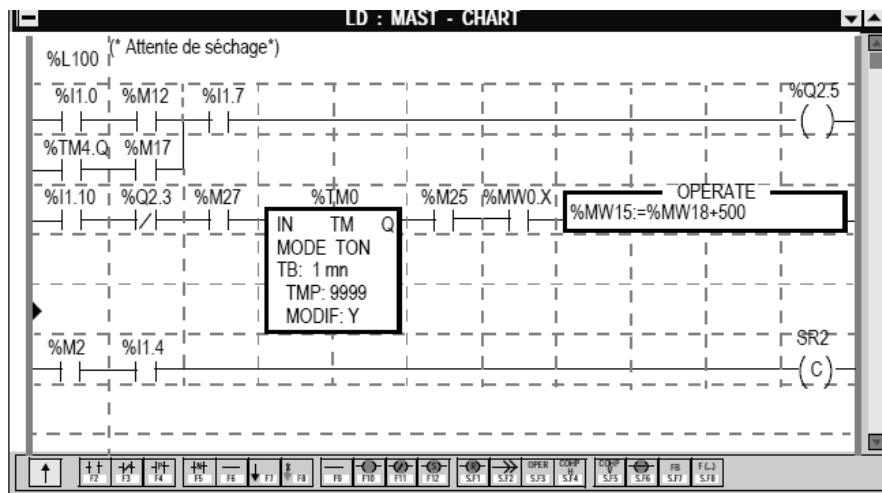 LD : MAST - CHART
%L100 (* Attente de séchage*)
%I1.0 %M12 %I1.7 %Q2.5
%TM4.Q %M17
%I1.10 %Q2.3 %M27 %TM0 %M25 %MW0.X OPERATE
IN TM Q %MW15:=%MW18+500
MODE TON
TB: 1 mn
TMP: 9999
MODIF: Y
%M2 %I1.4 SR2
C
P N S R OPER COMP COMP FB F(..)
F2 F3 F4 F5 F6 F7 F8 F9 F10 F11 F12 S.F1 S.F2 S.F3 S.F4 S.F5 S.F6 S.F7 S.F8